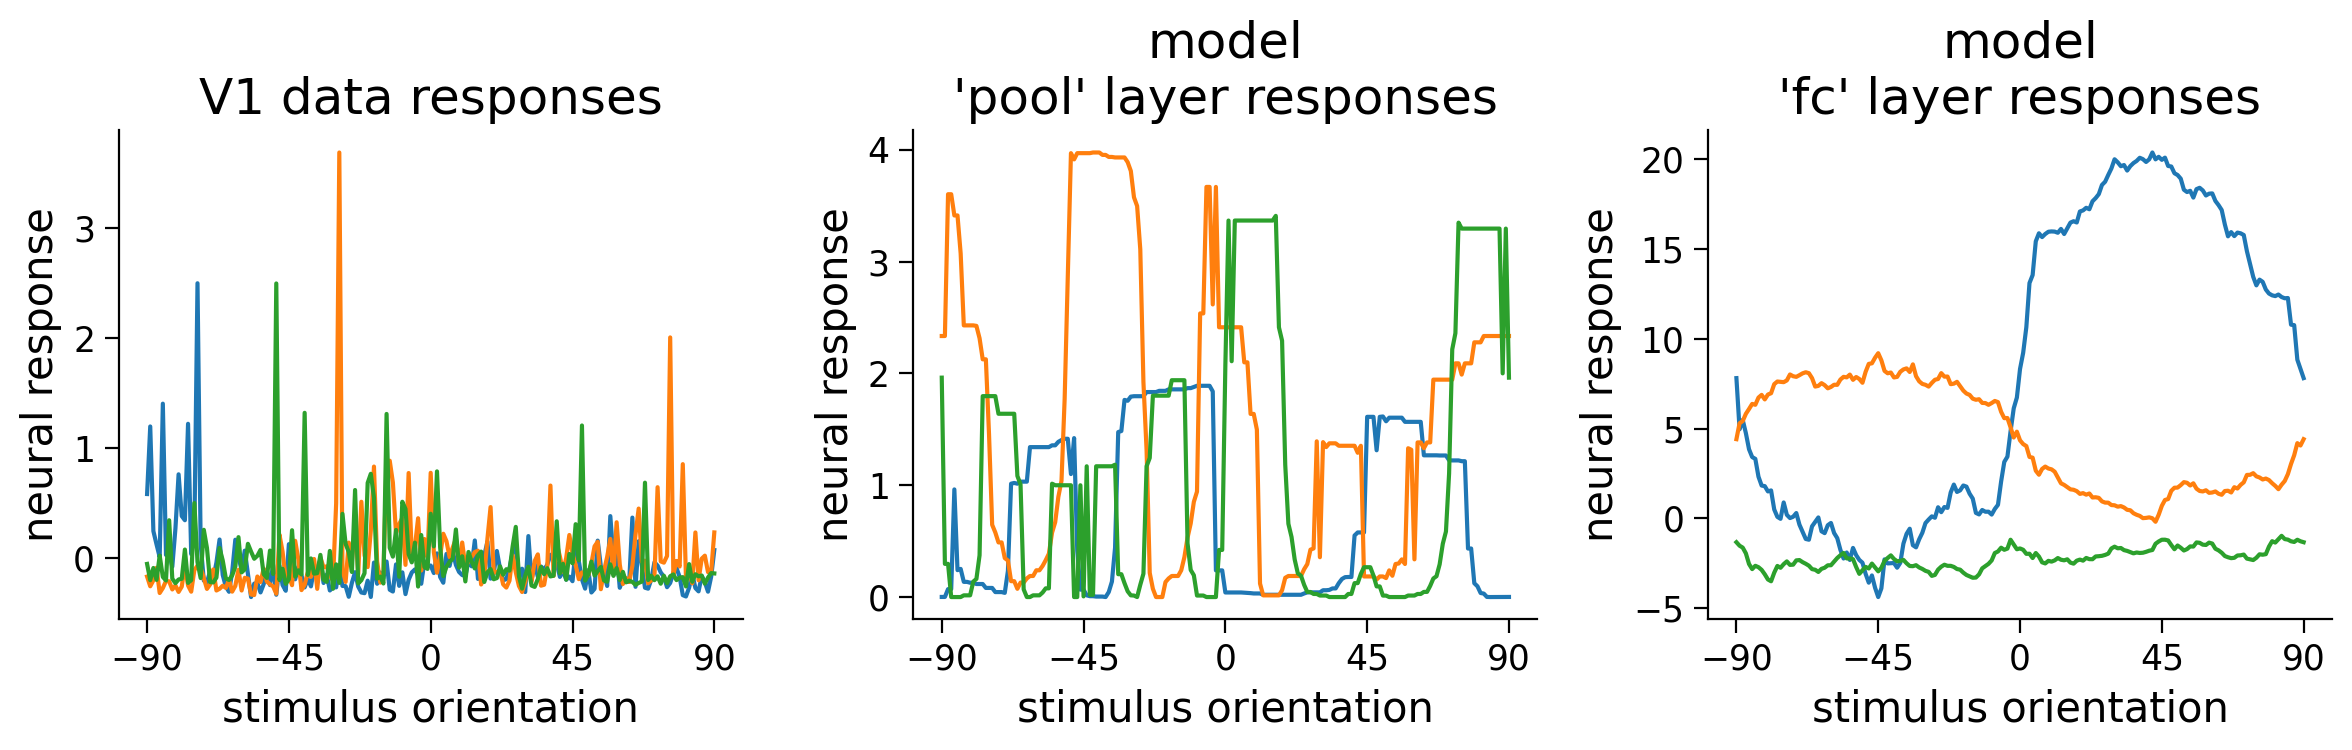 V1 data responses
neural response
3
2
1
0
−90 −45 0 45 90
stimulus orientation
model
'pool' layer responses
neural response
4
3
2
1
0
−90 −45 0 45 90
stimulus orientation
model
'fc' layer responses
neural response
20
15
10
5
0
−5
−90 −45 0 45 90
stimulus orientation